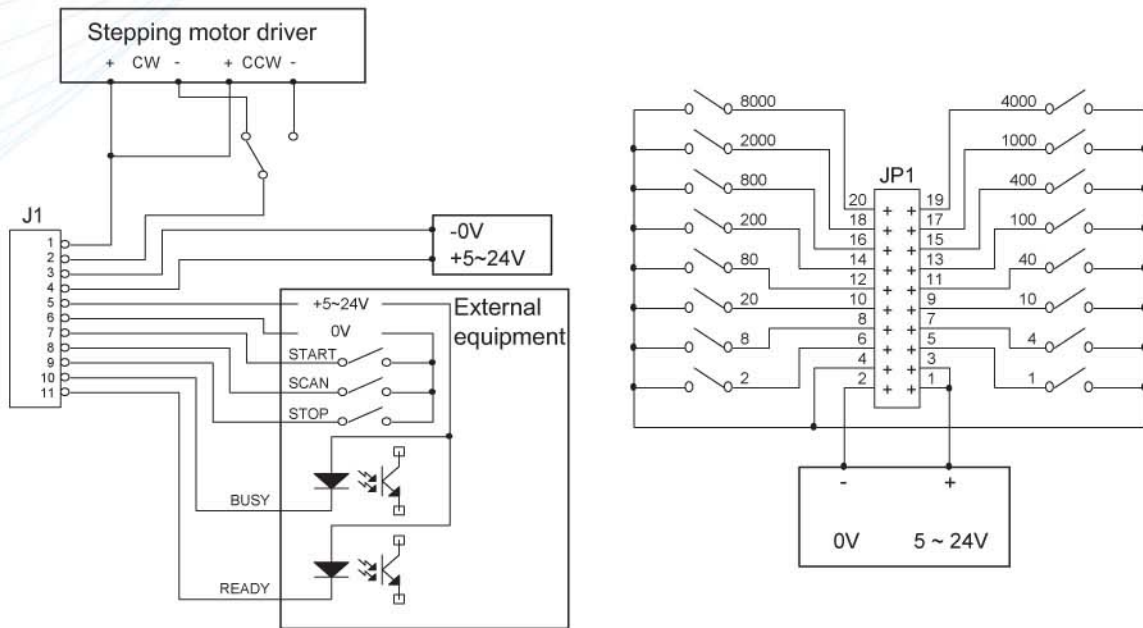 Stepping motor driver
+ CW - + CCW -
J1
1
2
3
4
5
6
7
8
9
10
11
-0V
+5~24V
+5~24V
External
equipment
0V
START
SCAN
STOP
BUSY
READY
8000 4000
2000 1000
JP1
800 400
20 19
18 17
200 100
16 15
14 13
80 40
12 11
20 10 9 10
8 7
8 4
6 5
4 3
2 2 1 1
- +
0V 5 ~ 24V